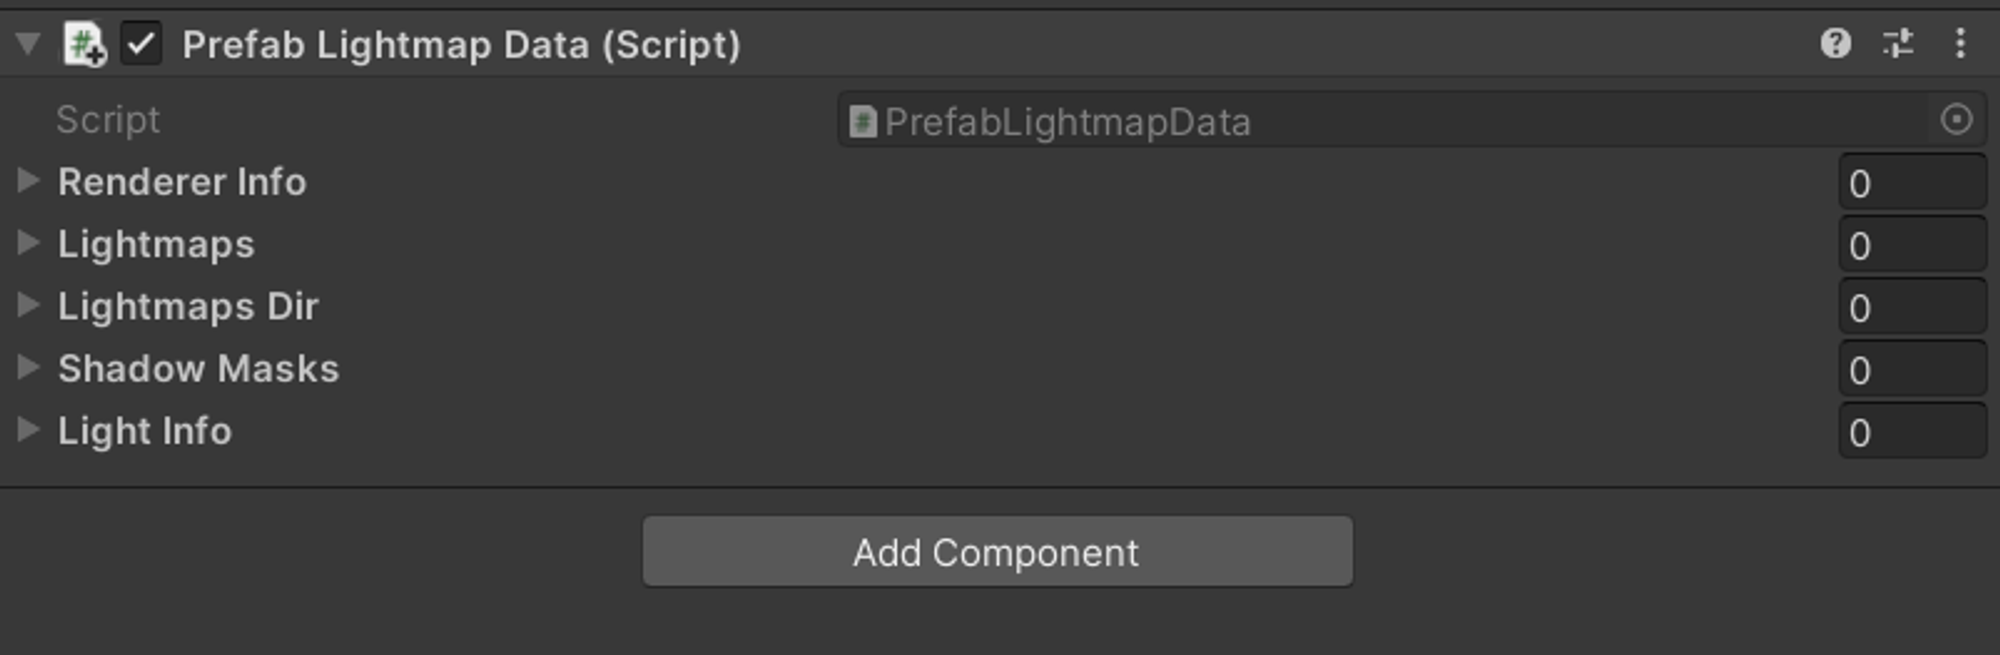 Prefab Lightmap Data (Script)
Script PrefabLightmapData
Renderer Info 0
Lightmaps 0
Lightmaps Dir 0
Shadow Masks 0
Light Info 0
Add Component